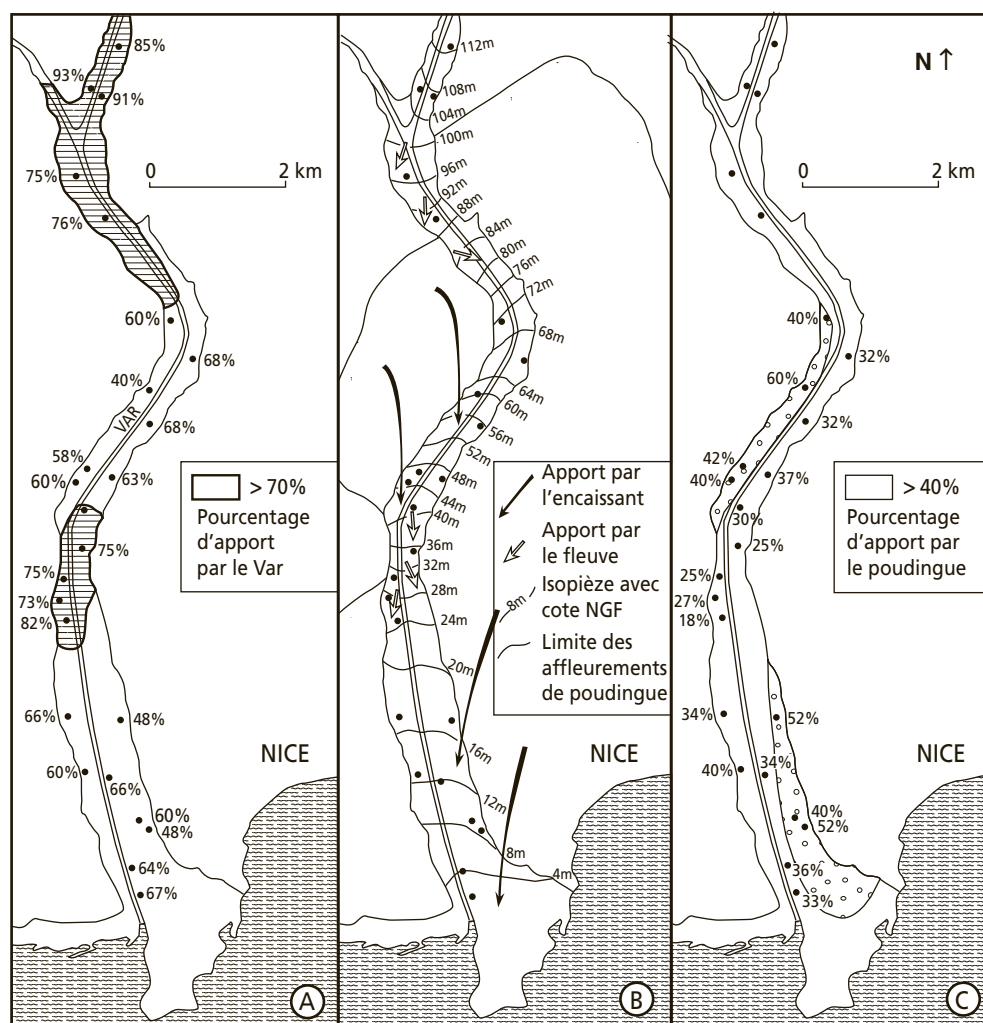 85%
93%
91%
75%
76%
0 2 km
60%
68%
40%
68%
VAR
58%
60%
63%
> 70%
Pourcentage
d'apport
par le Var
75%
75%
73%
82%
66%
48%
60%
66%
60%
48%
64%
67%
NICE
A
112m
108m
104m
100m
96m
92m
88m
84m
80m
76m
72m
68m
64m
60m
56m
52m
48m
44m
40m
36m
32m
28m
24m
20m
16m
12m
8m
4m
Apport par
l'encaissant
Apport par
le fleuve
8m
Isopièze avec
cote NGF
Limite des
affleurements
de poudingue
NICE
B
N ↑
0 2 km
40%
32%
60%
32%
42%
40%
37%
30%
25%
25%
27%
18%
> 40%
Pourcentage
d'apport par
le poudingue
34%
52%
40%
34%
40%
52%
36%
33%
NICE
C